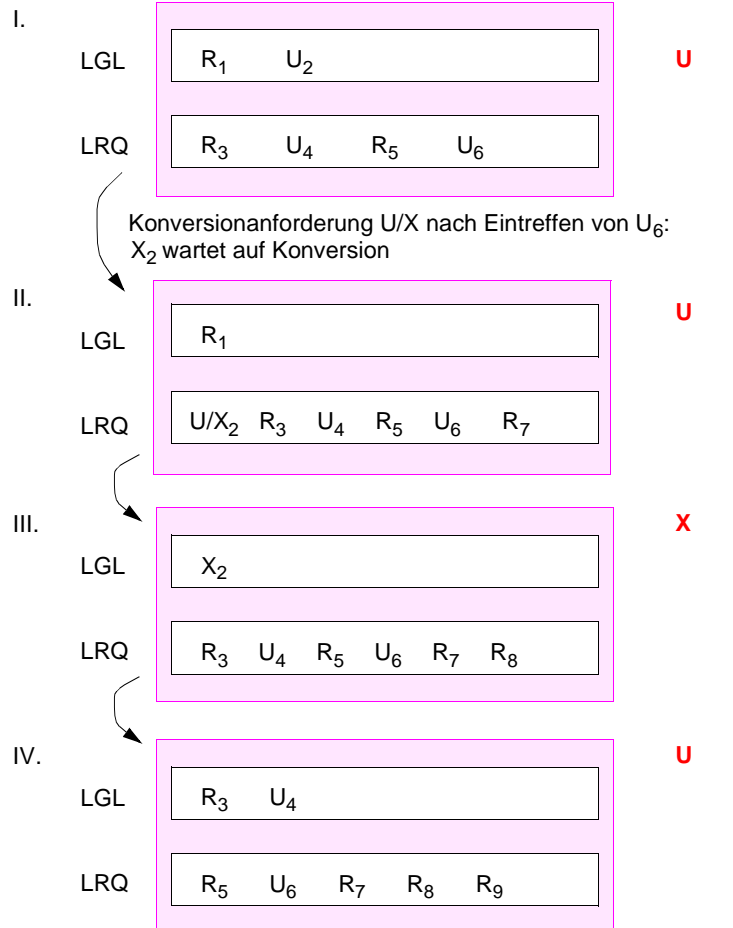 I.
LGL R₁ U₂ U
LRQ R₃ U₄ R₅ U₆
Konversionanforderung U/X nach Eintreffen von U₆:
X₂ wartet auf Konversion
II. U
LGL R₁
LRQ U/X₂ R₃ U₄ R₅ U₆ R₇
III. X
LGL X₂
LRQ R₃ U₄ R₅ U₆ R₇ R₈
IV. U
LGL R₃ U₄
LRQ R₅ U₆ R₇ R₈ R₉